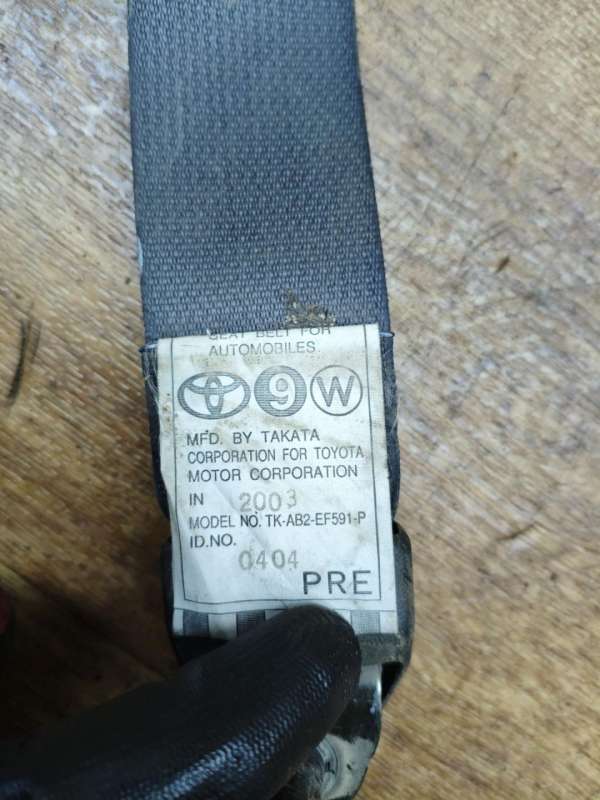 SEAT BELT FOR
AUTOMOBILES
9 W
MFD. BY TAKATA
CORPORATION FOR TOYOTA
MOTOR CORPORATION
IN 2003
MODEL NO. TK-AB2-EF591-P
ID.NO.
0404
PRE